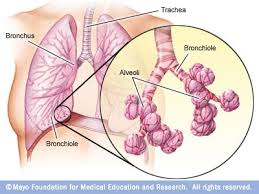 Trachea
Bronchus
Bronchiole
Alveoli
Bronchiole
© Mayo Foundation for Medical Education and Research. All rights reserved.